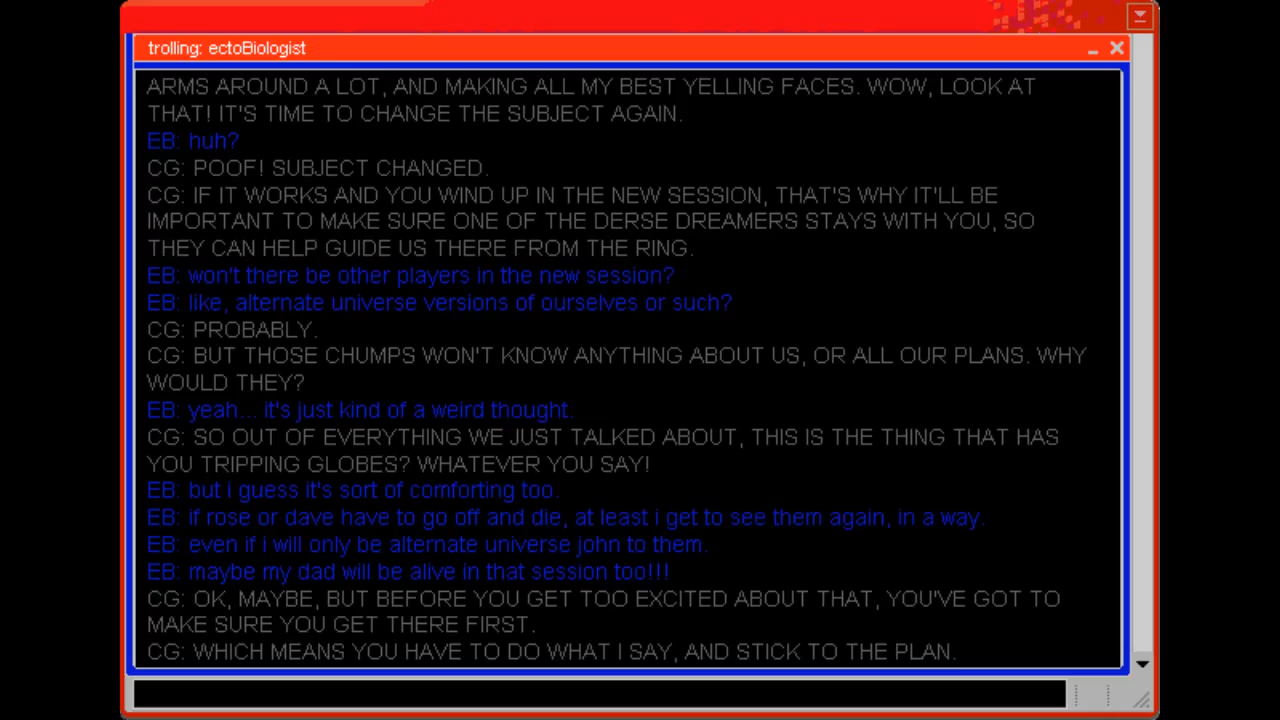 trolling: ectoBiologist
ARMS AROUND A LOT, AND MAKING ALL MY BEST YELLING FACES. WOW, LOOK AT
THAT! IT'S TIME TO CHANGE THE SUBJECT AGAIN.
EB: huh?
CG: POOF! SUBJECT CHANGED.
CG: IF IT WORKS AND YOU WIND UP IN THE NEW SESSION, THAT'S WHY IT'LL BE
IMPORTANT TO MAKE SURE ONE OF THE DERSE DREAMERS STAYS WITH YOU, SO
THEY CAN HELP GUIDE US THERE FROM THE RING.
EB: won't there be other players in the new session?
EB: like, alternate universe versions of ourselves or such?
CG: PROBABLY.
CG: BUT THOSE CHUMPS WON'T KNOW ANYTHING ABOUT US, OR ALL OUR PLANS. WHY
WOULD THEY?
EB: yeah... it's just kind of a weird thought.
CG: SO OUT OF EVERYTHING WE JUST TALKED ABOUT, THIS IS THE THING THAT HAS
YOU TRIPPING GLOBES? WHATEVER YOU SAY!
EB: but i guess it's sort of comforting too.
EB: if rose or dave have to go off and die, at least i get to see them again, in a way.
EB: even if i will only be alternate universe john to them.
EB: maybe my dad will be alive in that session too!!!
CG: OK, MAYBE, BUT BEFORE YOU GET TOO EXCITED ABOUT THAT, YOU'VE GOT TO
MAKE SURE YOU GET THERE FIRST.
CG: WHICH MEANS YOU HAVE TO DO WHAT I SAY, AND STICK TO THE PLAN.